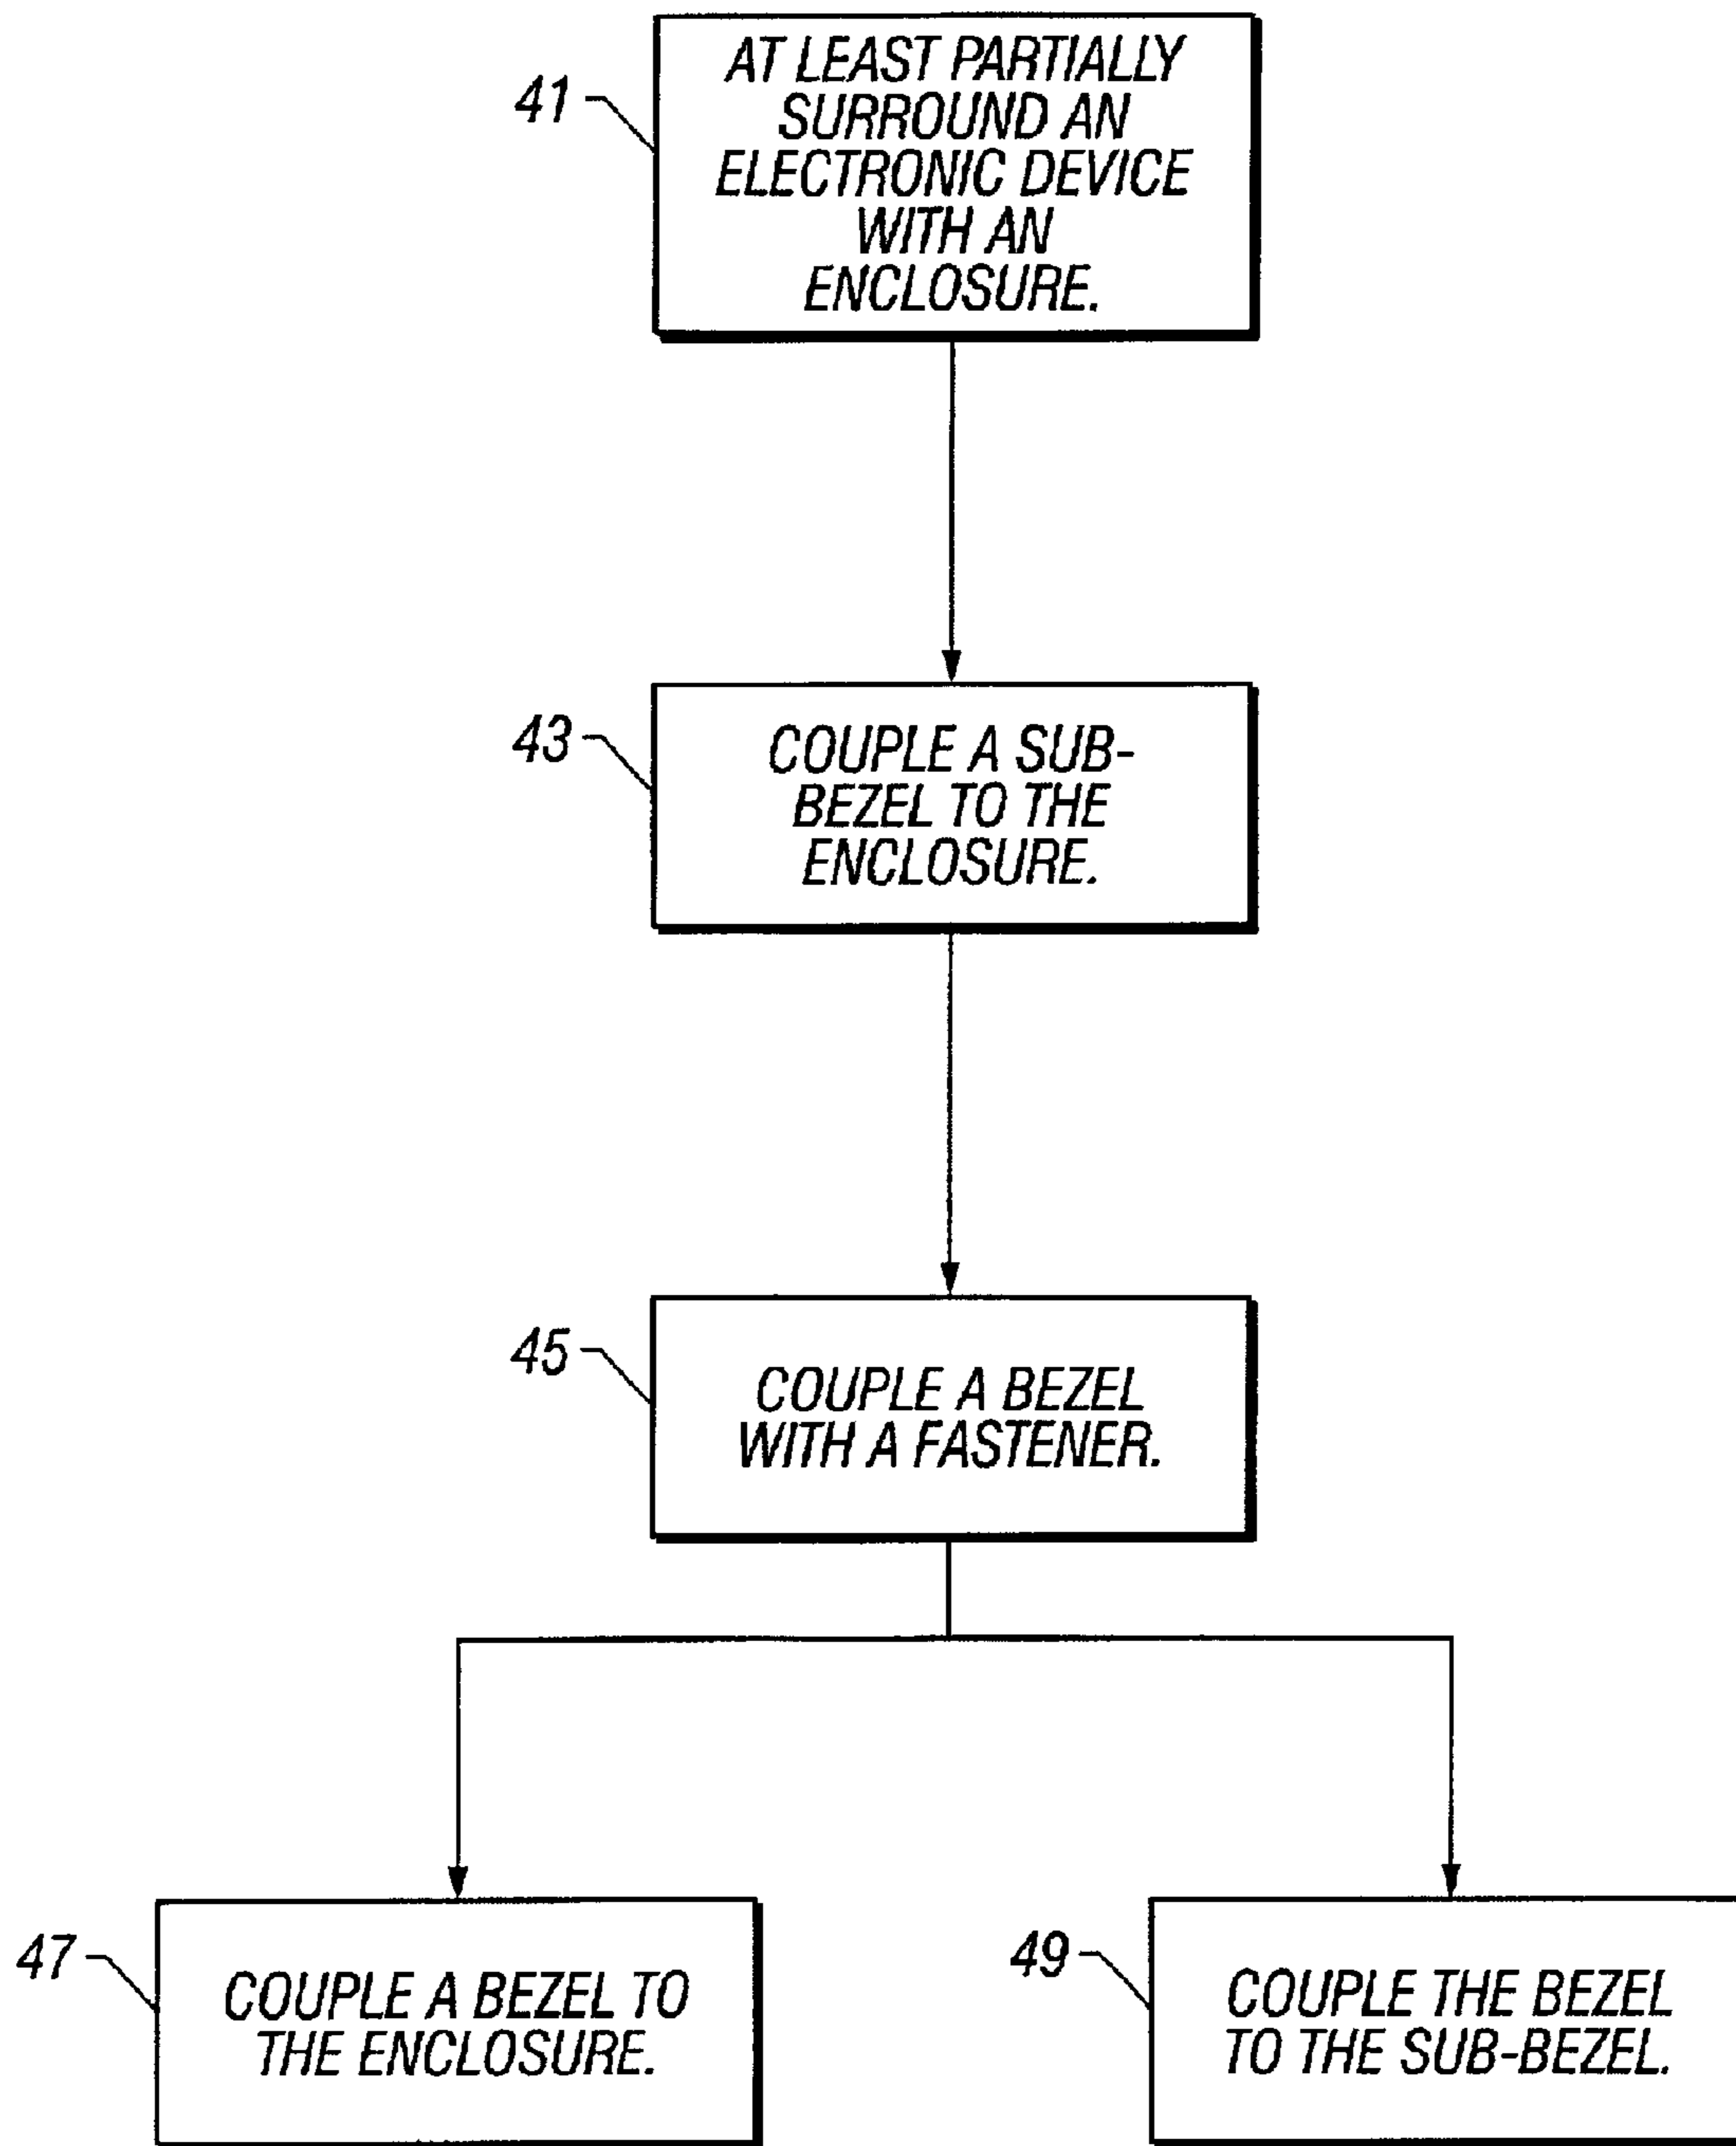 41
AT LEAST PARTIALLY
SURROUND AN
ELECTRONIC DEVICE
WITH AN
ENCLOSURE.
43
COUPLE A SUB-
BEZEL TO THE
ENCLOSURE.
45
COUPLE A BEZEL
WITH A FASTENER.
47
COUPLE A BEZEL TO
THE ENCLOSURE.
49
COUPLE THE BEZEL
TO THE SUB-BEZEL.